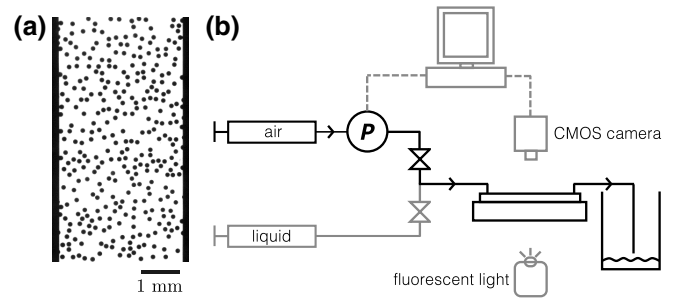 (a)
(b)
air
P
CMOS camera
liquid
fluorescent light
1 mm